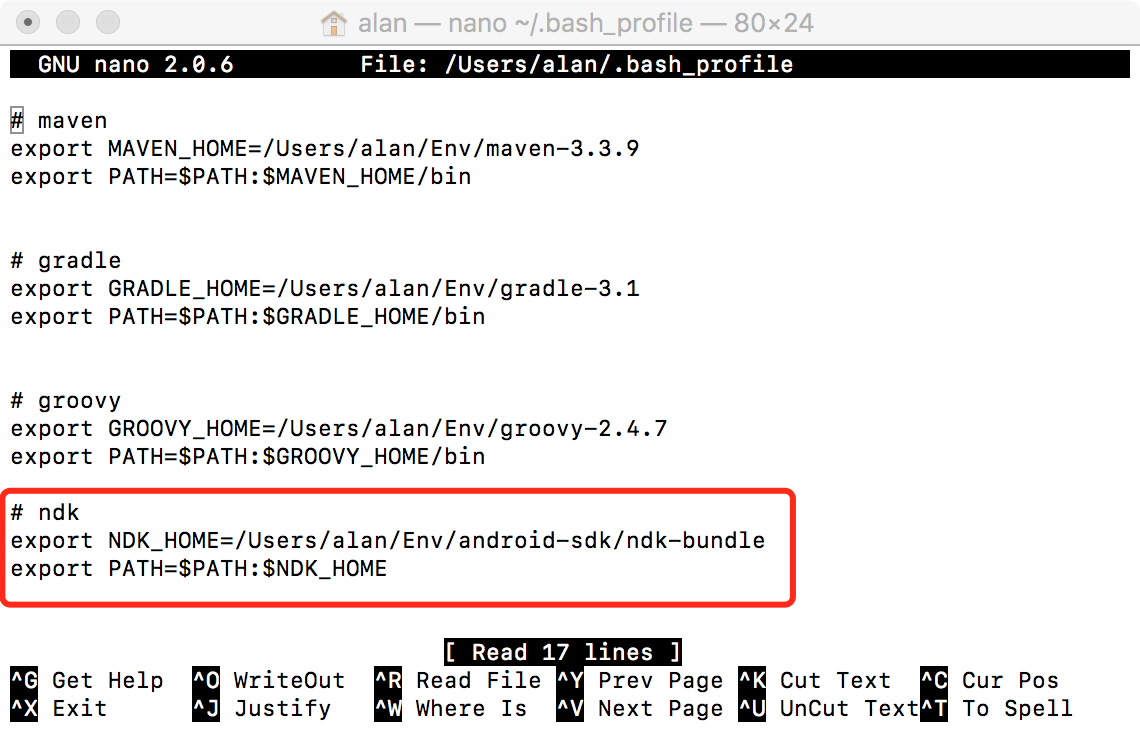 alan — nano ~/.bash_profile — 80×24
GNU nano 2.0.6 File: /Users/alan/.bash_profile
# maven
export MAVEN_HOME=/Users/alan/Env/maven-3.3.9
export PATH=$PATH:$MAVEN_HOME/bin
# gradle
export GRADLE_HOME=/Users/alan/Env/gradle-3.1
export PATH=$PATH:$GRADLE_HOME/bin
# groovy
export GROOVY_HOME=/Users/alan/Env/groovy-2.4.7
export PATH=$PATH:$GROOVY_HOME/bin
# ndk
export NDK_HOME=/Users/alan/Env/android-sdk/ndk-bundle
export PATH=$PATH:$NDK_HOME
[ Read 17 lines ]
^G Get Help ^O WriteOut ^R Read File ^Y Prev Page ^K Cut Text ^C Cur Pos
^X Exit ^J Justify ^W Where Is ^V Next Page ^U UnCut Text ^T To Spell